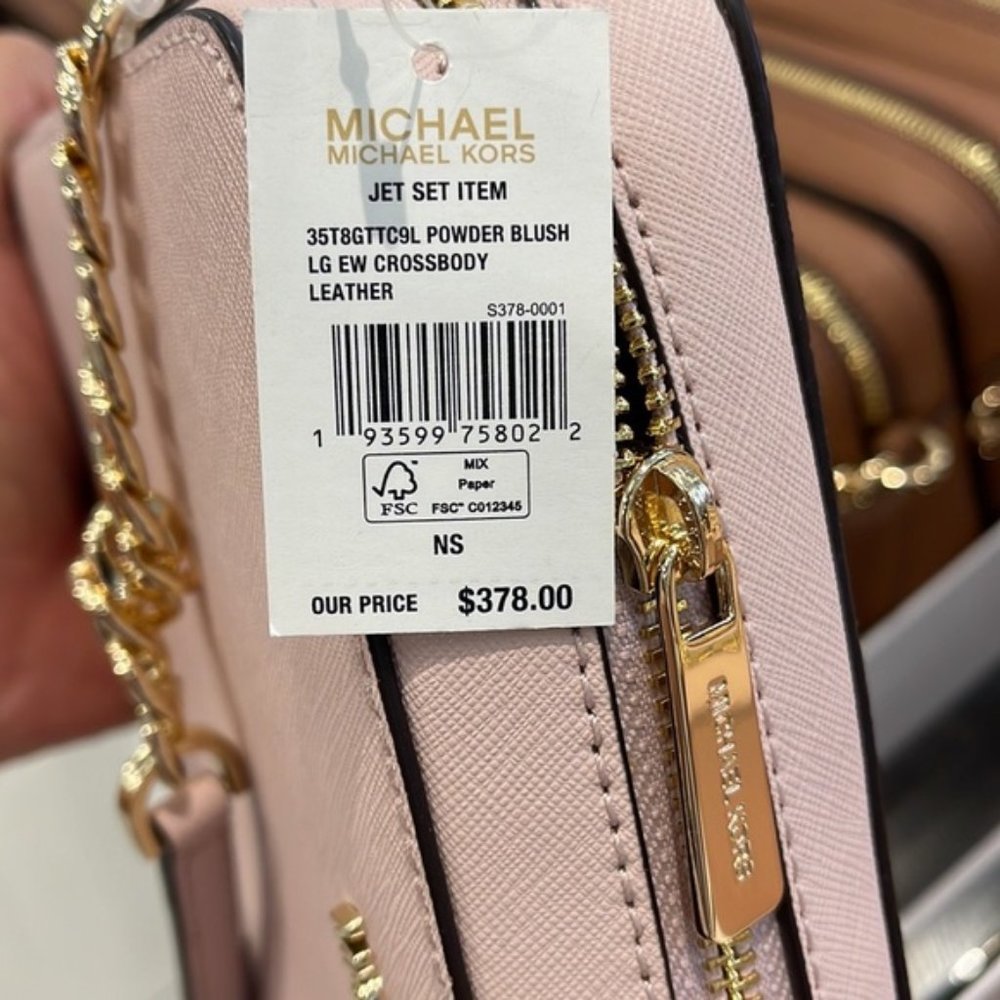 MICHAEL
MICHAEL KORS
JET SET ITEM
35T8GTTC9L POWDER BLUSH
LG EW CROSSBODY
LEATHER
S378-0001
1 93599 75802 2
FSC
MIX
Paper
FSC™ C012345
NS
OUR PRICE $378.00
MICHAEL KORS